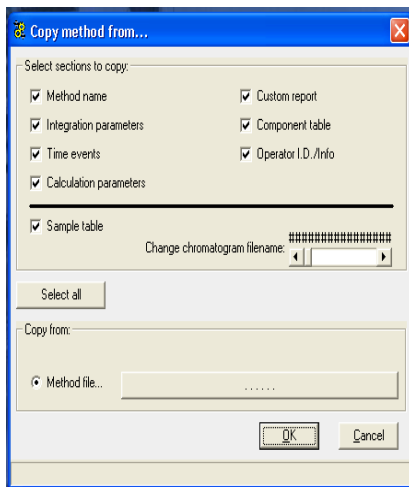 Copy method from...
Select sections to copy:
Method name
Custom report
Integration parameters
Component table
Time events
Operator I.D./Info
Calculation parameters
Sample table
################
Change chromatogram filename:
Select all
Copy from:
Method file...
......
OK
Cancel